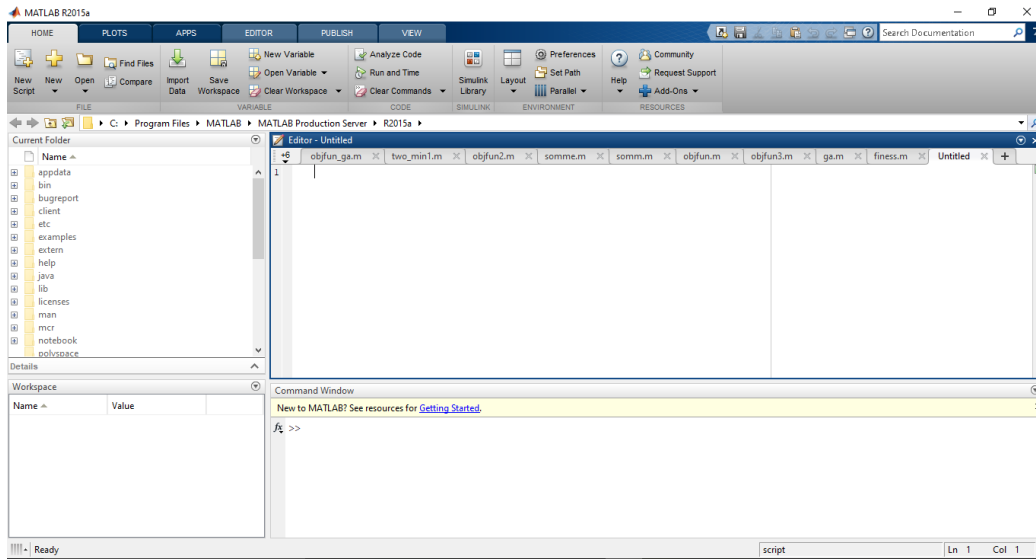 MATLAB R2015a
HOME PLOTS APPS EDITOR PUBLISH VIEW Search Documentation
New Script New Open Find Files Compare Import Data Save Workspace New Variable Open Variable Clear Workspace Analyze Code Run and Time Clear Commands Simulink Library Layout Preferences Set Path Parallel Help Community Request Support Add-Ons
FILE VARIABLE CODE SIMULINK ENVIRONMENT RESOURCES
C: Program Files MATLAB MATLAB Production Server R2015a
Current Folder
Name
appdata
bin
bugreport
client
etc
examples
extern
help
java
lib
licenses
man
mcr
notebook
polyspace
Details
Workspace
Name Value
Editor - Untitled
+6 objfun_ga.m two_min1.m objfun2.m somme.m somm.m objfun.m objfun3.m ga.m finess.m Untitled +
1
Command Window
New to MATLAB? See resources for Getting Started.
fx >>
Ready script Ln 1 Col 1